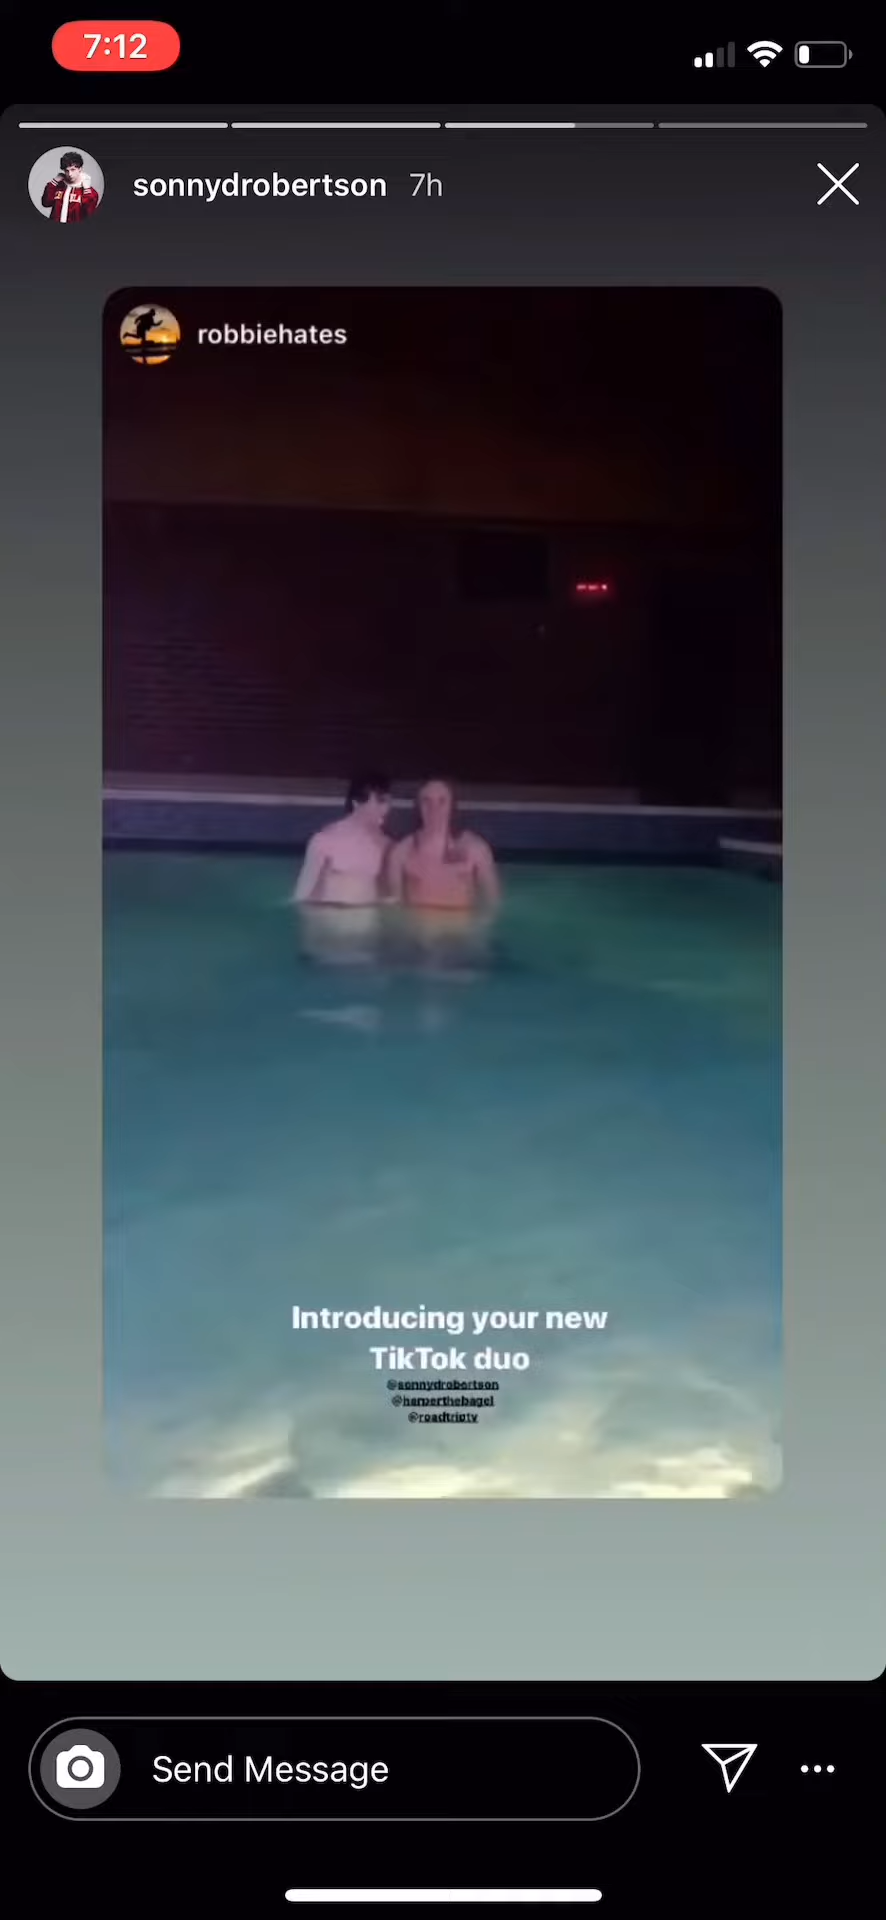 7:12
sonnydrobertson 7h
robbiehates
Introducing your new
TikTok duo
@sonnydrobertson
@harperthebagel
@roadtriptv
Send Message